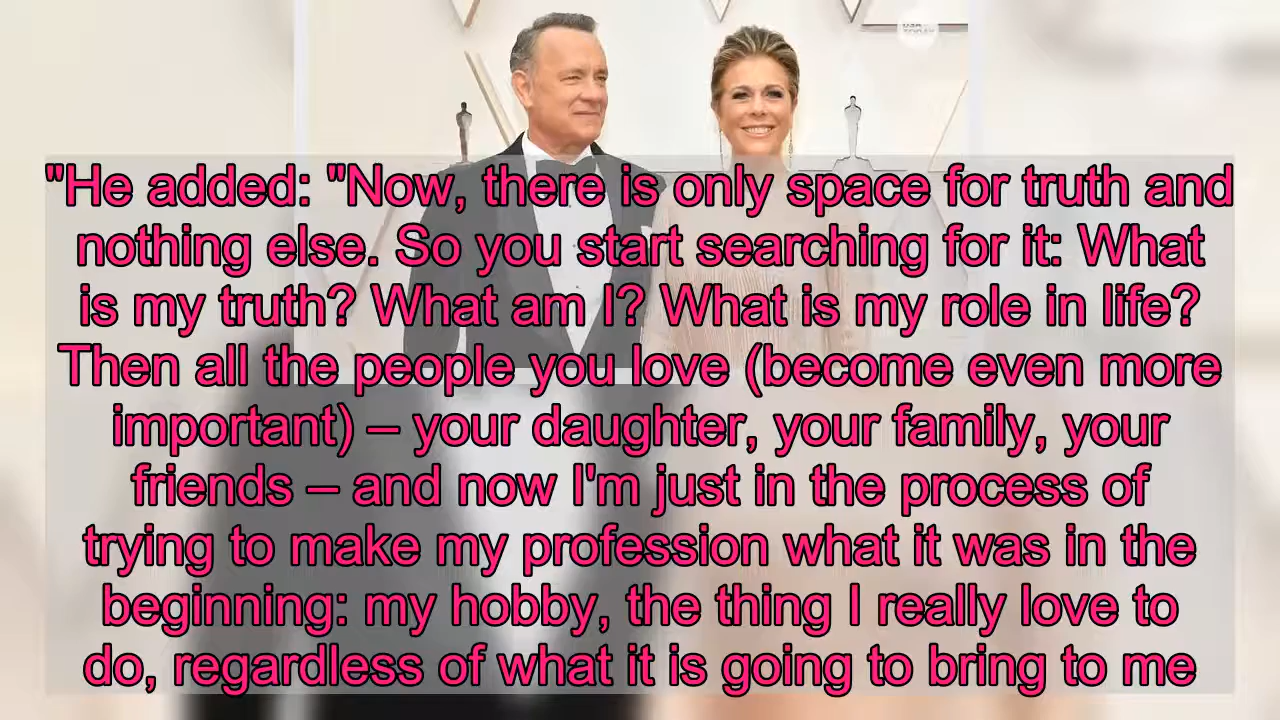 USA
TODAY
"He added: "Now, there is only space for truth and
nothing else. So you start searching for it: What
is my truth? What am I? What is my role in life?
Then all the people you love (become even more
important) – your daughter, your family, your
friends – and now I'm just in the process of
trying to make my profession what it was in the
beginning: my hobby, the thing I really love to
do, regardless of what it is going to bring to me